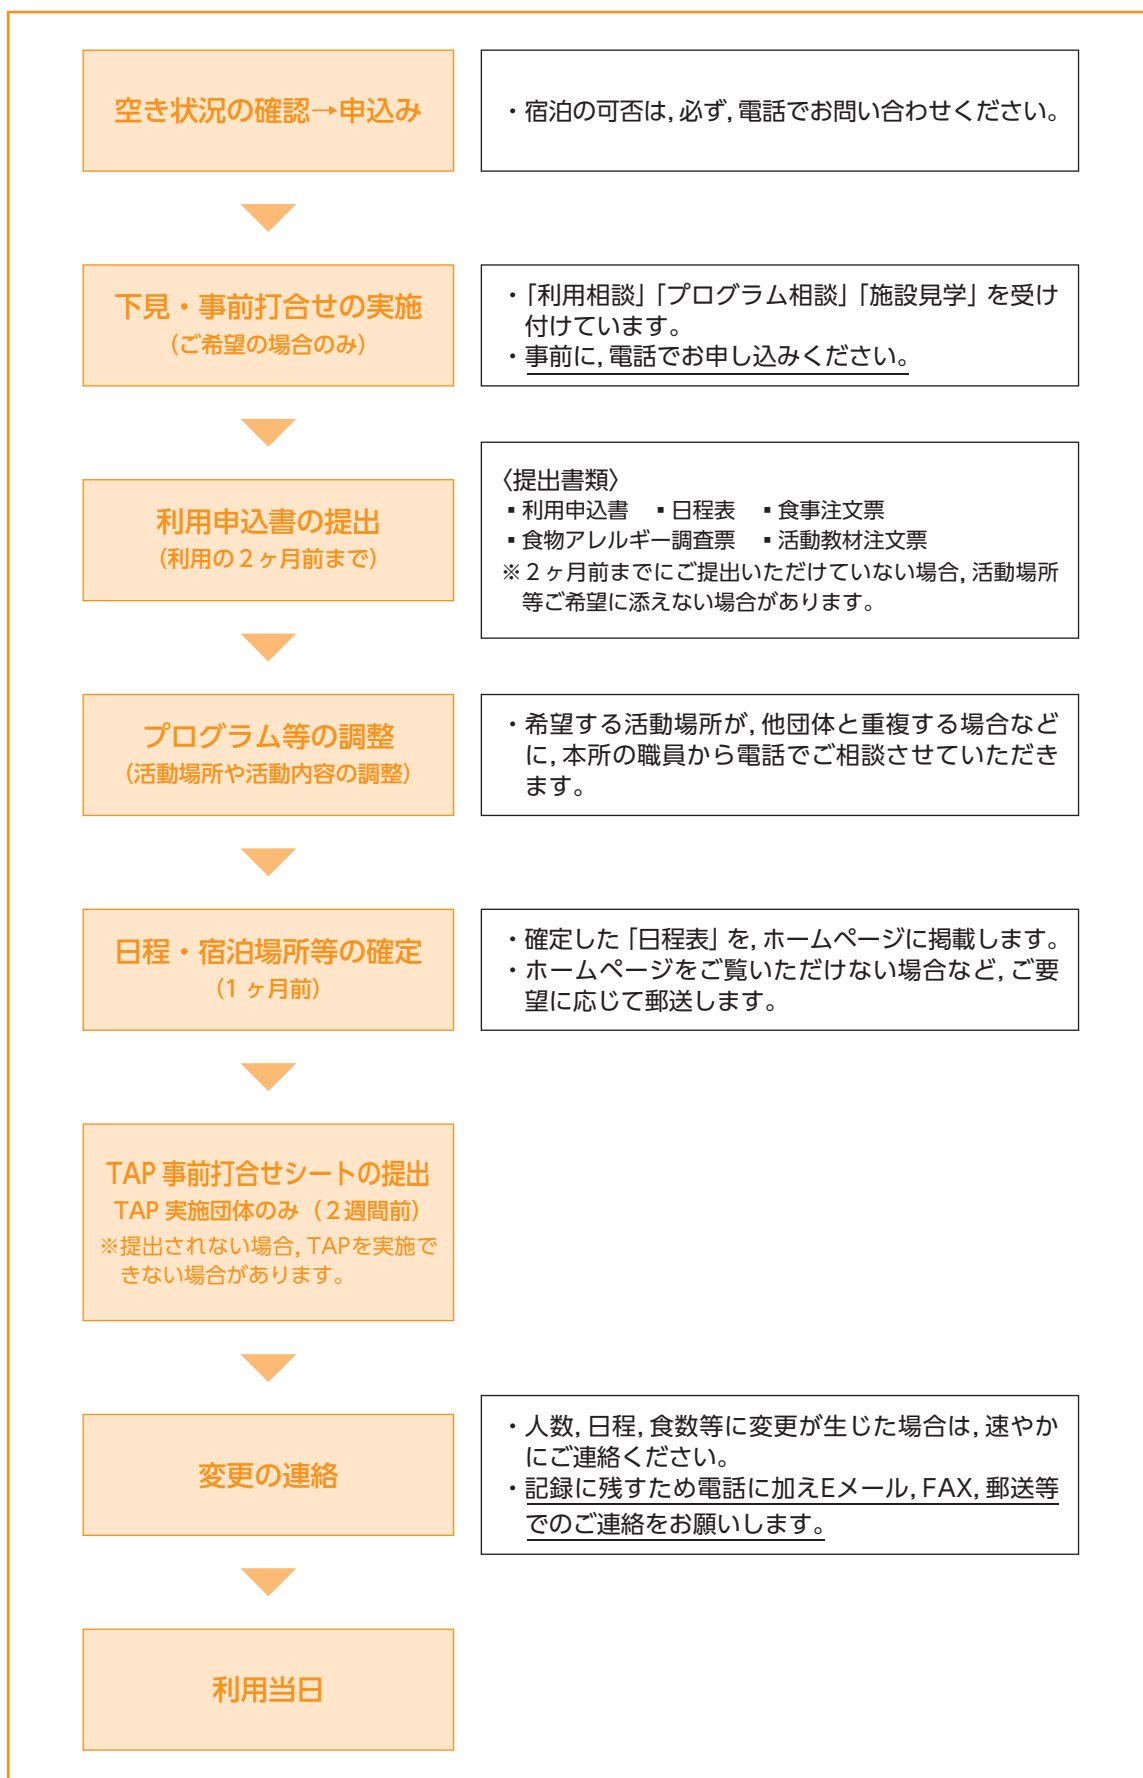 空き状況の確認→申込み
・宿泊の可否は，必ず，電話でお問い合わせください。
下見・事前打合せの実施
（ご希望の場合のみ）
・「利用相談」「プログラム相談」「施設見学」を受け
付けています。
・事前に，電話でお申し込みください。
利用申込書の提出
（利用の２ヶ月前まで）
〈提出書類〉
▪利用申込書　▪日程表　▪食事注文票
▪食物アレルギー調査票　▪活動教材注文票
※２ヶ月前までにご提出いただけていない場合，活動場所
等ご希望に添えない場合があります。
プログラム等の調整
（活動場所や活動内容の調整）
・希望する活動場所が，他団体と重複する場合など
に，本所の職員から電話でご相談させていただき
ます。
日程・宿泊場所等の確定
（1 ヶ月前）
・確定した「日程表」を，ホームページに掲載します。
・ホームページをご覧いただけない場合など，ご要
望に応じて郵送します。
TAP 事前打合せシートの提出
TAP 実施団体のみ（２週間前）
※提出されない場合，TAPを実施で
きない場合があります。
変更の連絡
・人数，日程，食数等に変更が生じた場合は，速やか
にご連絡ください。
・記録に残すため電話に加えEメール，FAX，郵送等
でのご連絡をお願いします。
利用当日